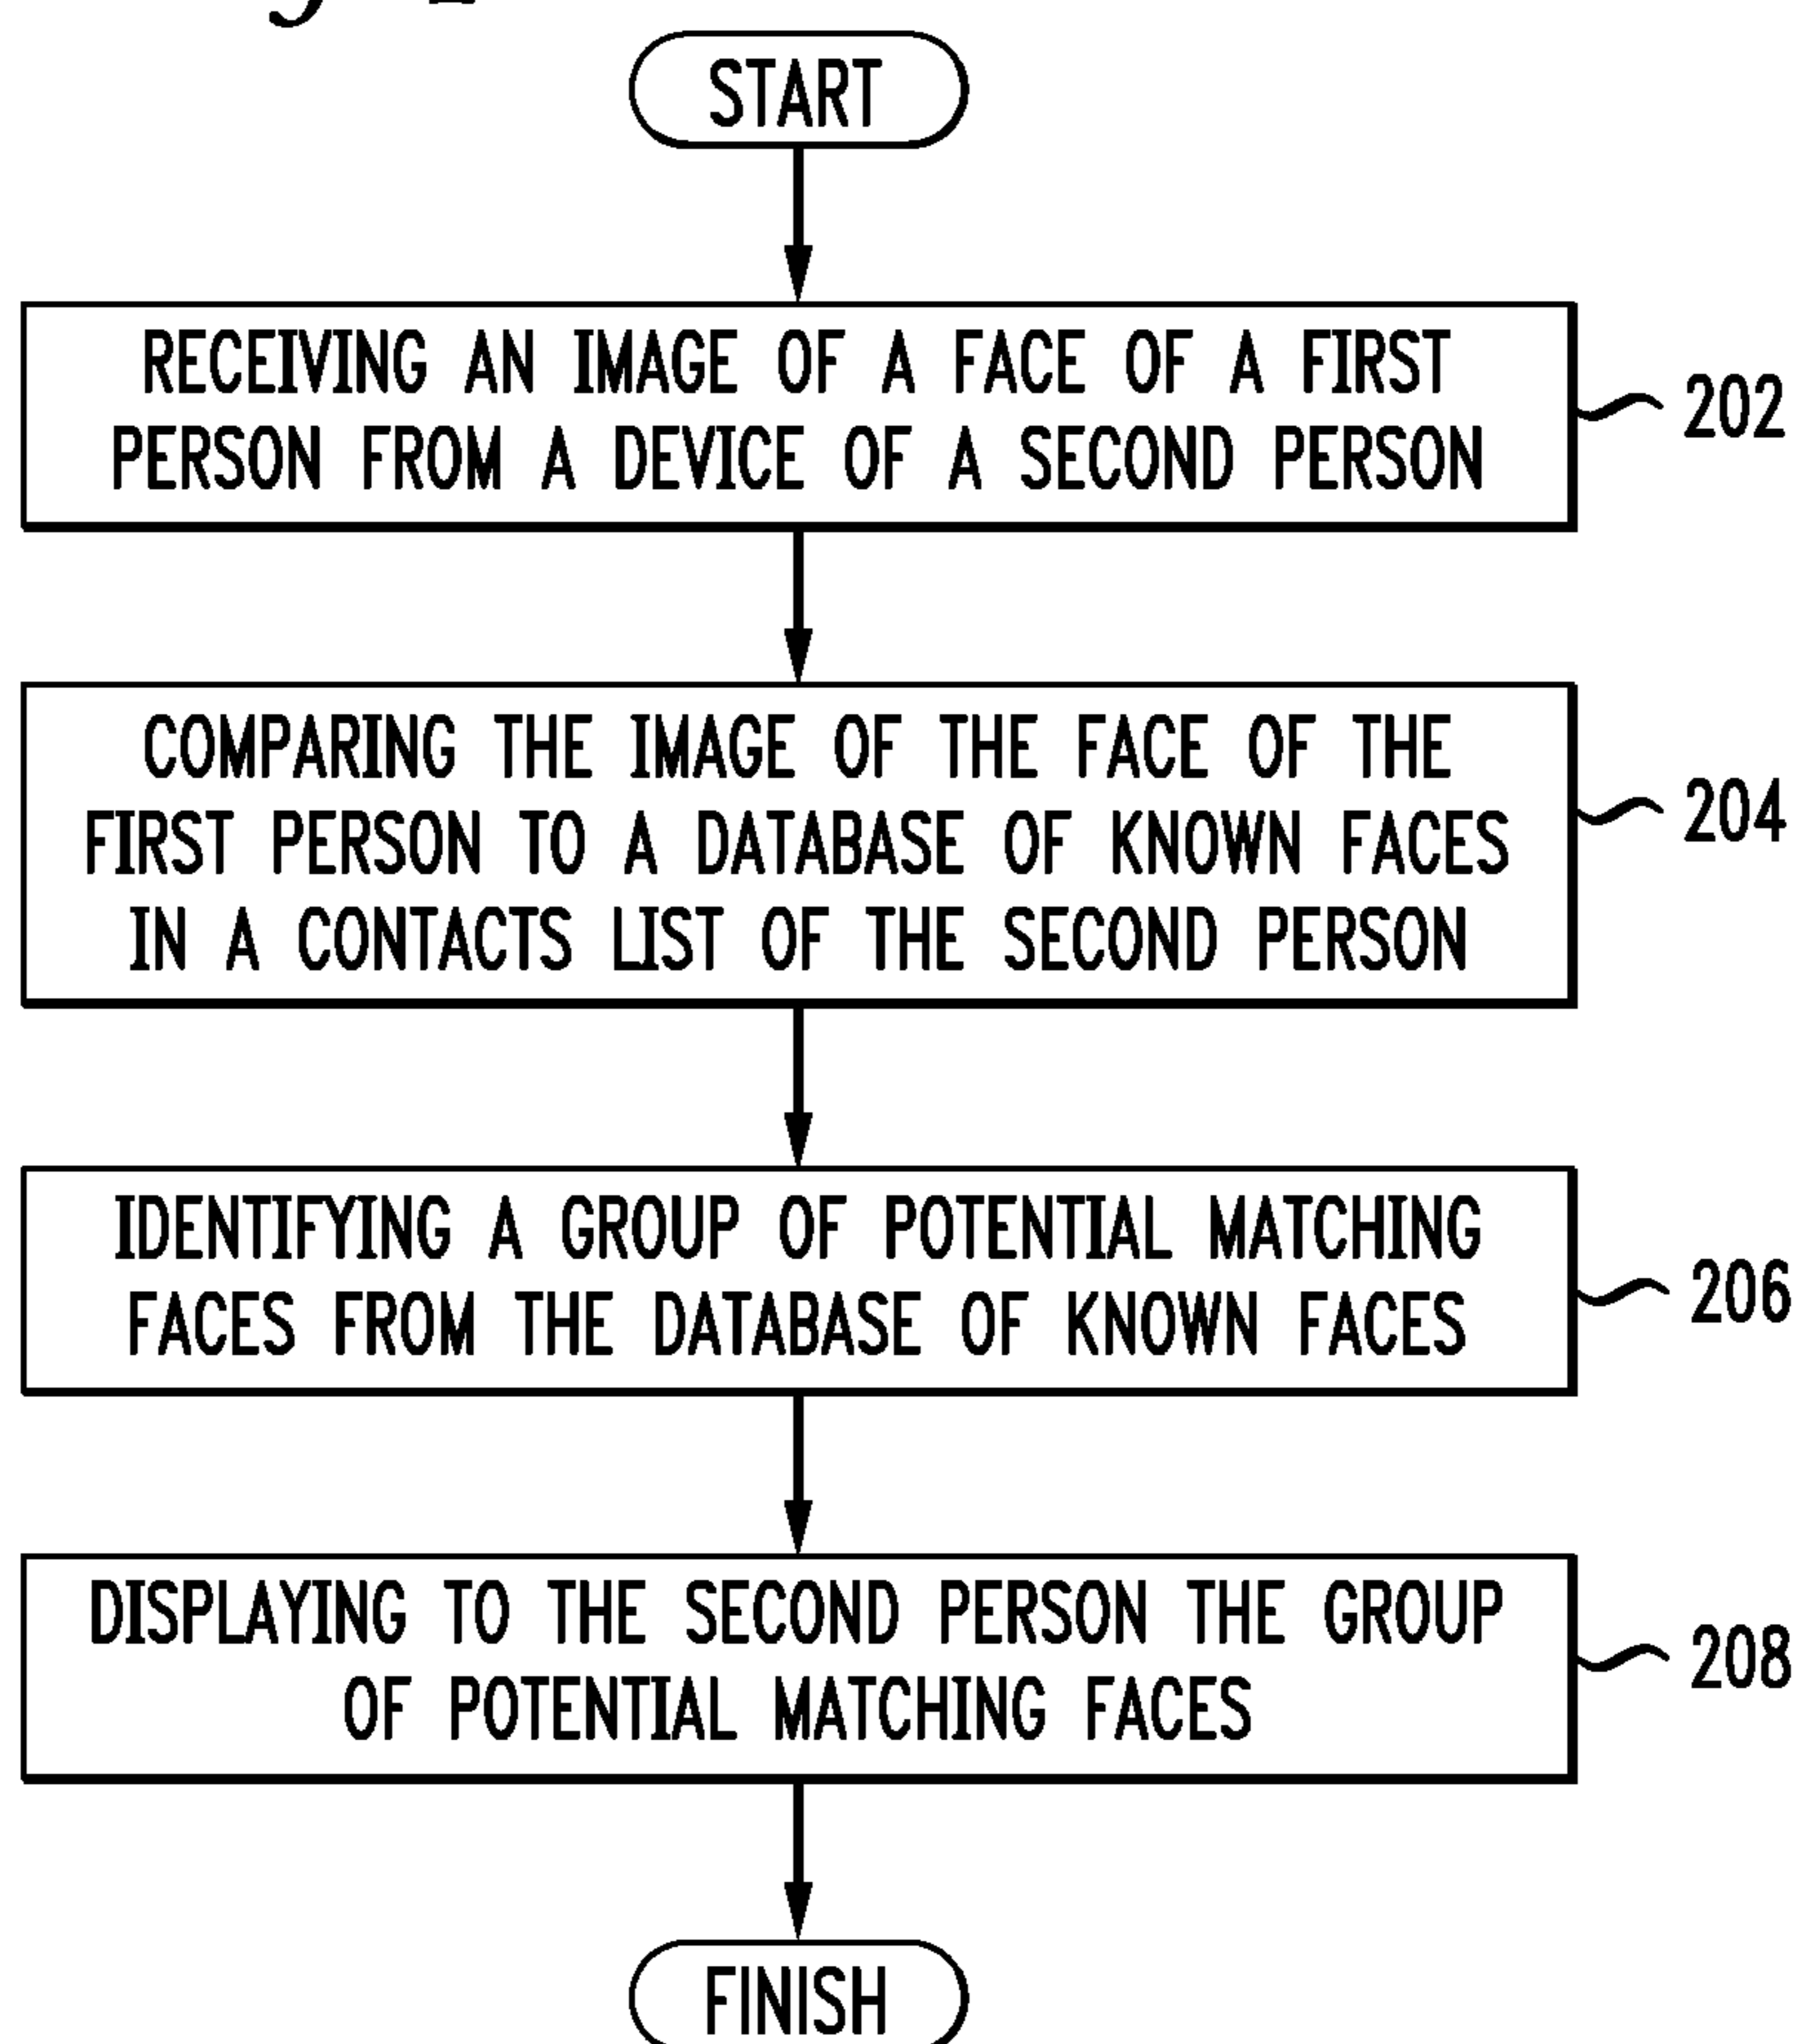 START
RECEIVING AN IMAGE OF A FACE OF A FIRST
PERSON FROM A DEVICE OF A SECOND PERSON
202
COMPARING THE IMAGE OF THE FACE OF THE
FIRST PERSON TO A DATABASE OF KNOWN FACES
IN A CONTACTS LIST OF THE SECOND PERSON
204
IDENTIFYING A GROUP OF POTENTIAL MATCHING
FACES FROM THE DATABASE OF KNOWN FACES
206
DISPLAYING TO THE SECOND PERSON THE GROUP
OF POTENTIAL MATCHING FACES
208
FINISH